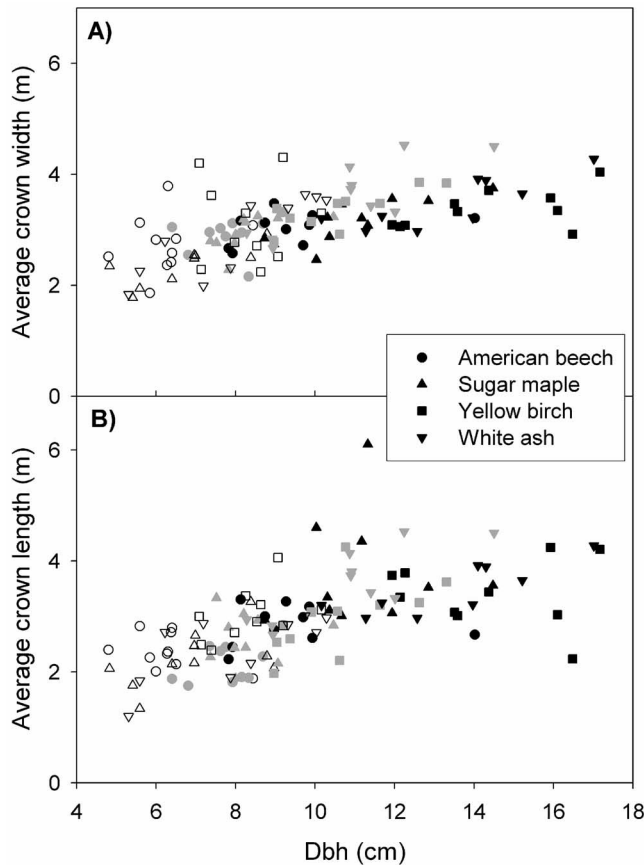 A)
6
4
2
0
Average crown width (m)
American beech
Sugar maple
Yellow birch
White ash
B)
6
4
2
0
Average crown length (m)
4 6 8 10 12 14 16 18
Dbh (cm)